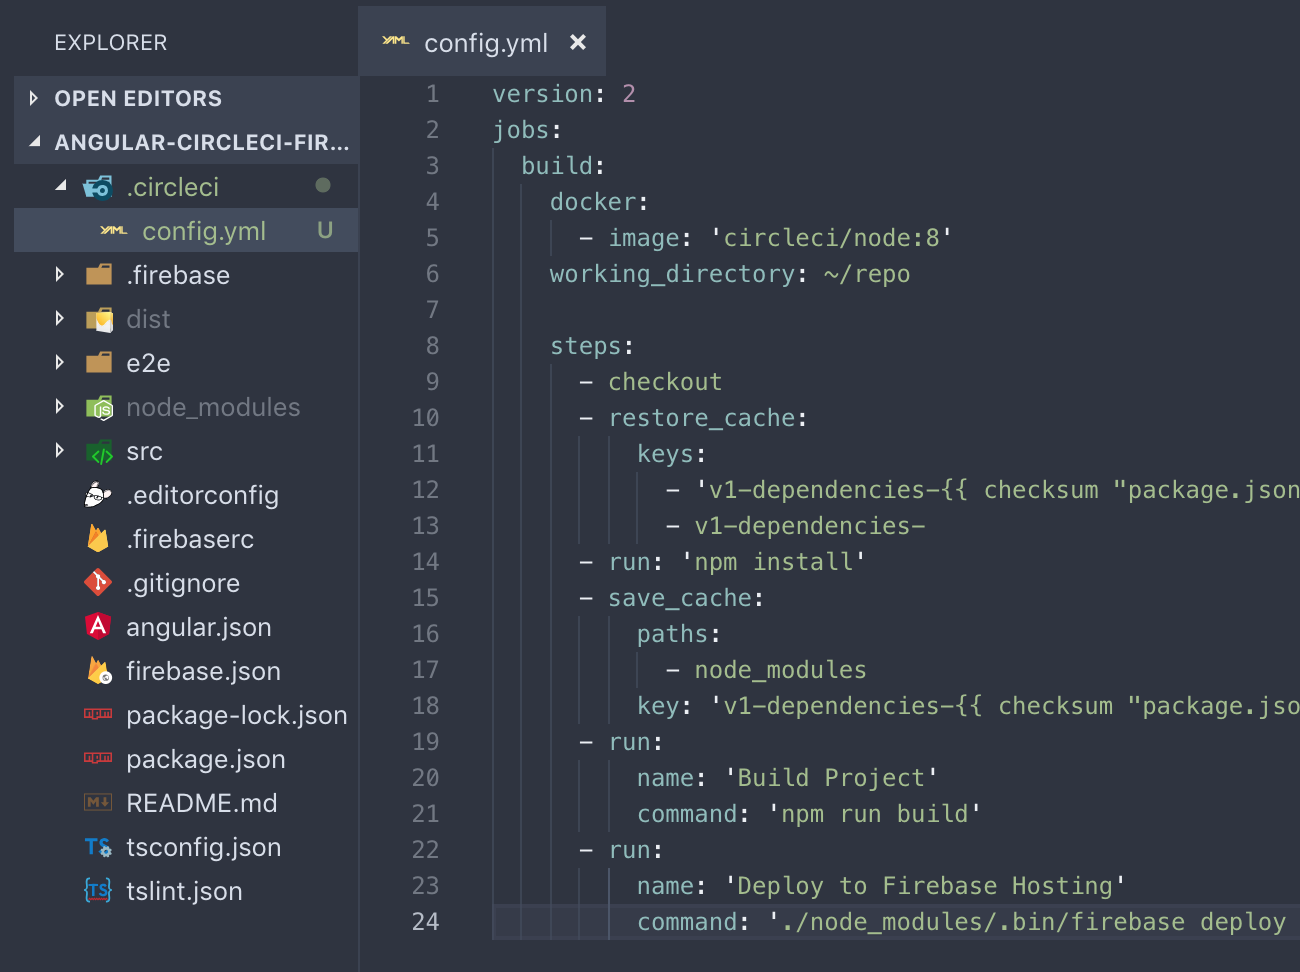 EXPLORER
OPEN EDITORS
ANGULAR-CIRCLECI-FIR...
.circleci
config.yml U
.firebase
dist
e2e
node_modules
src
.editorconfig
.firebaserc
.gitignore
angular.json
firebase.json
package-lock.json
package.json
README.md
tsconfig.json
tslint.json
YAML config.yml ×
1 version: 2
2 jobs:
3   build:
4     docker:
5       - image: 'circleci/node:8'
6     working_directory: ~/repo
7
8     steps:
9       - checkout
10       - restore_cache:
11           keys:
12             - 'v1-dependencies-{{ checksum "package.json
13             - v1-dependencies-
14       - run: 'npm install'
15       - save_cache:
16           paths:
17             - node_modules
18           key: 'v1-dependencies-{{ checksum "package.jso
19       - run:
20           name: 'Build Project'
21           command: 'npm run build'
22       - run:
23           name: 'Deploy to Firebase Hosting'
24           command: './node_modules/.bin/firebase deploy